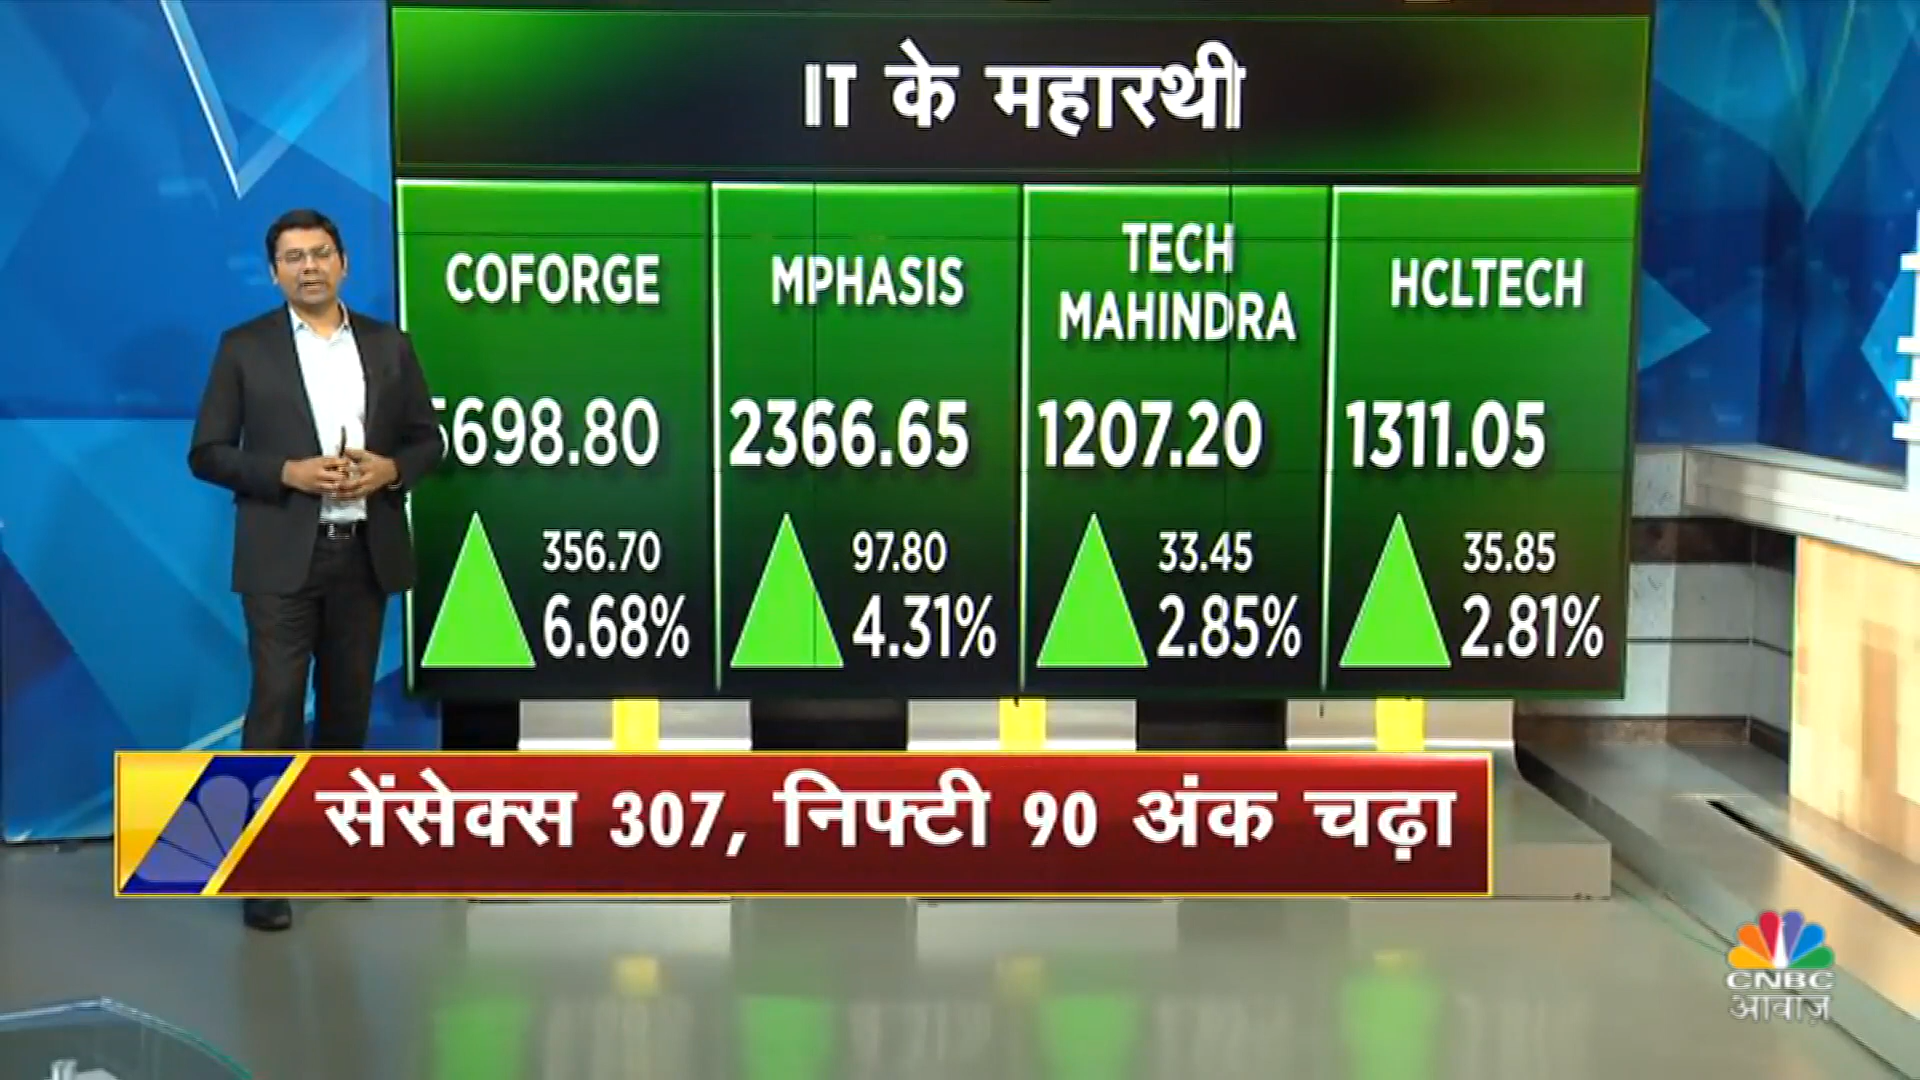 IT के महारथी
COFORGE
5698.80
356.70
6.68%
MPHASIS
2366.65
97.80
4.31%
TECH
MAHINDRA
1207.20
33.45
2.85%
HCLTECH
1311.05
35.85
2.81%
सेंसेक्स 307, निफ्टी 90 अंक चढ़ा
CNBC
आवाज़